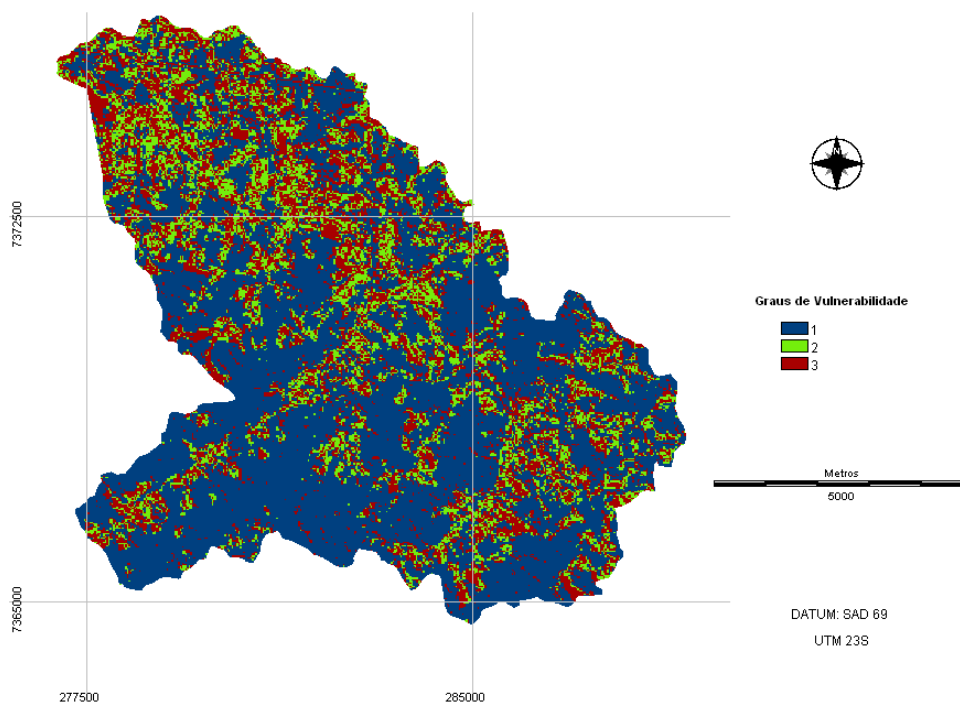 N
7372500
Graus de Vulnerabilidade
1
2
3
Metros
5000
7365000
DATUM: SAD 69
UTM 23S
277500
285000